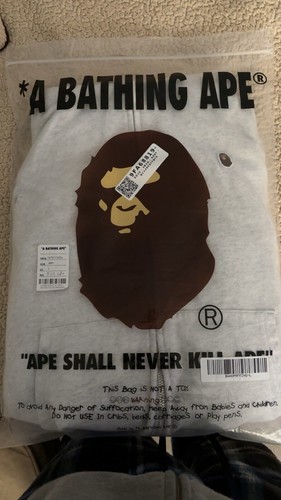 *A BATHING APE®
"A BATHING APE"
®
"APE SHALL NEVER KILL APE"
THIS BAG IS NOT A TOY
WARNING
To Avoid Any Danger of Suffocation, Keep Away from Babies and Children.
Do NOT USE IN CRIBS, BEDS, CARRIAGES or Play pens.